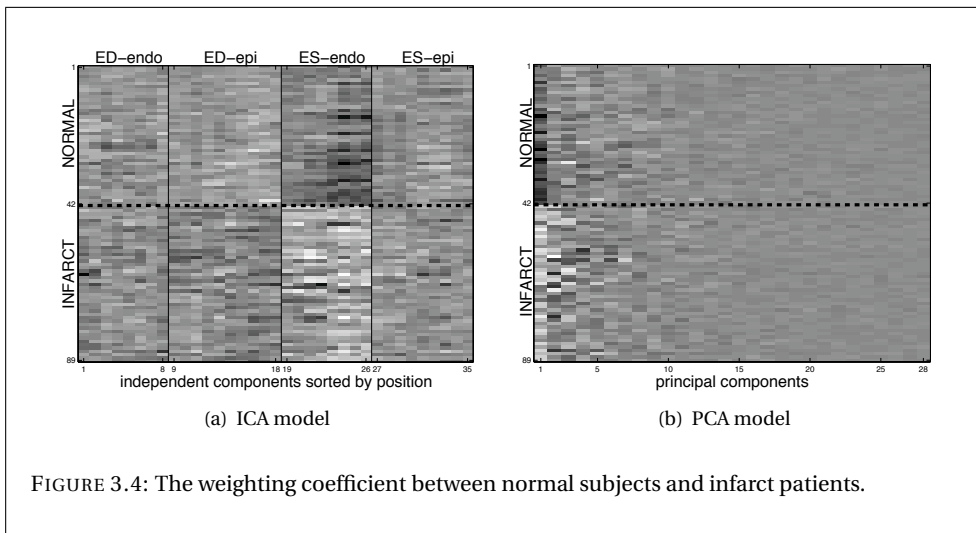 ED–endo ED–epi ES–endo ES–epi
1
NORMAL
42
INFARCT
89
1 8 9 18 19 26 27 35
independent components sorted by position
(a) ICA model
1
NORMAL
42
INFARCT
89
1 5 10 15 20 25 28
principal components
(b) PCA model
FIGURE 3.4: The weighting coefficient between normal subjects and infarct patients.